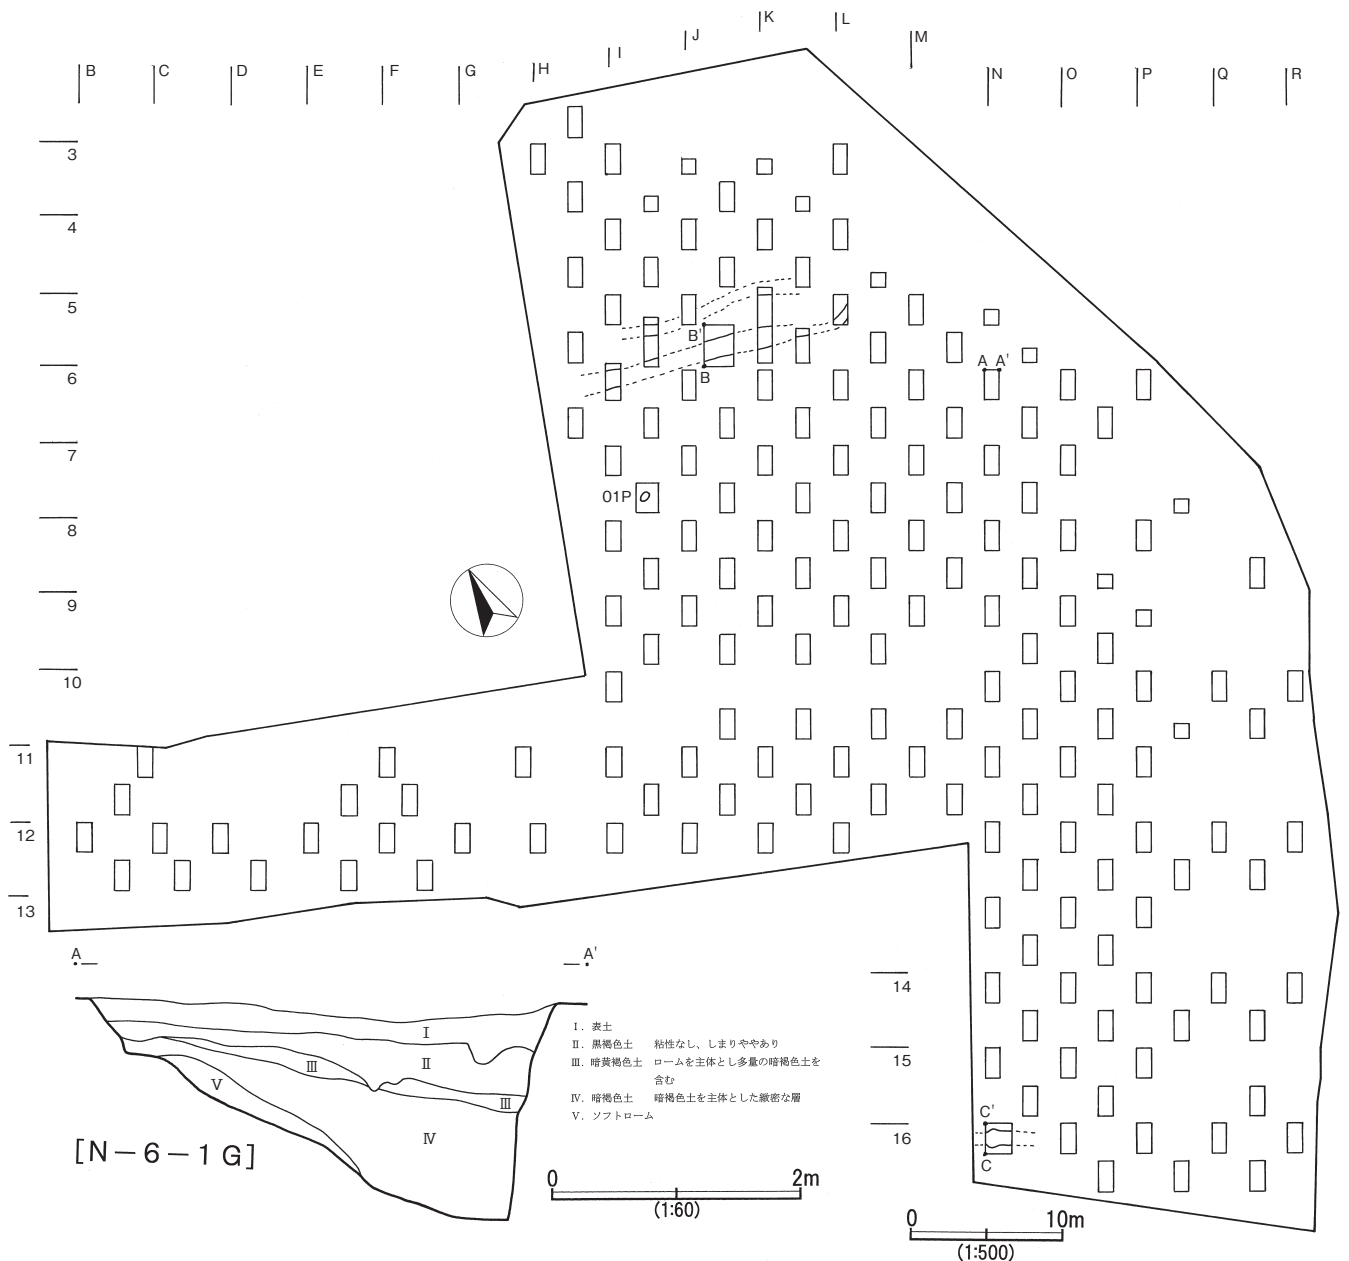 B C D E F G H I J K L M N O P Q R
3
4
5
6
7
8
9
10
11
12
13
14
15
16
B'
B
A A'
01P
C'
C
A A'
Ⅰ
Ⅱ
Ⅲ
Ⅲ
Ⅳ
Ⅴ
[N－6－1G]
Ⅰ．表土
Ⅱ．黒褐色土　粘性なし、しまりややあり
Ⅲ．暗黄褐色土　ロームを主体とし多量の暗褐色土を
含む
Ⅳ．暗褐色土　暗褐色土を主体とした緻密な層
Ⅴ．ソフトローム
0 2m
(1:60)
0 10m
(1:500)